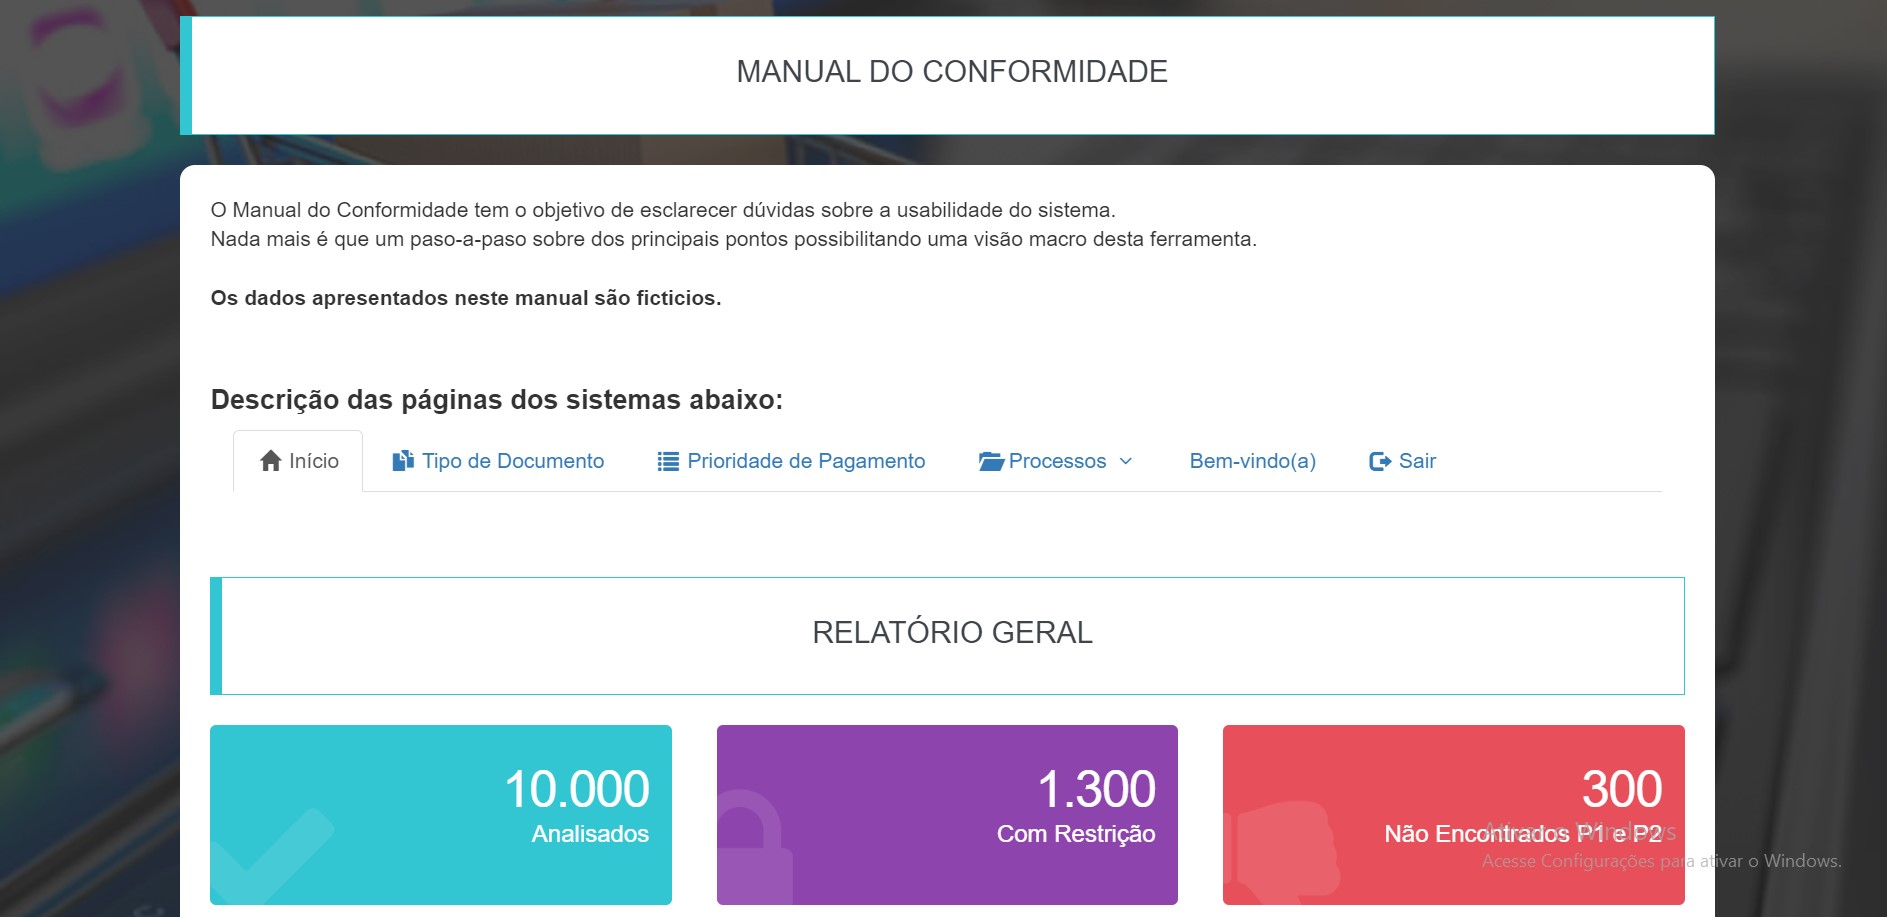 MANUAL DO CONFORMIDADE
O Manual do Conformidade tem o objetivo de esclarecer dúvidas sobre a usabilidade do sistema.
Nada mais é que um paso-a-paso sobre dos principais pontos possibilitando uma visão macro desta ferramenta.
Os dados apresentados neste manual são ficticios.
Descrição das páginas dos sistemas abaixo:
Início Tipo de Documento Prioridade de Pagamento Processos Bem-vindo(a) Sair
RELATÓRIO GERAL
10.000
Analisados
1.300
Com Restrição
300
Não Encontrados P1 e P2
Ativar o Windows
Acesse Configurações para ativar o Windows.